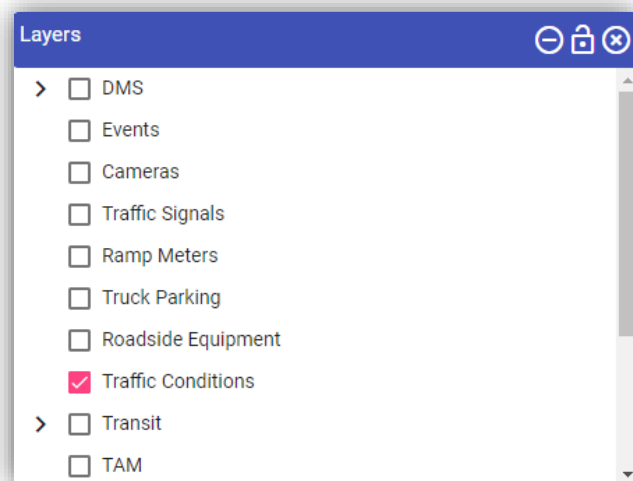 Layers
DMS
Events
Cameras
Traffic Signals
Ramp Meters
Truck Parking
Roadside Equipment
Traffic Conditions
Transit
TAM